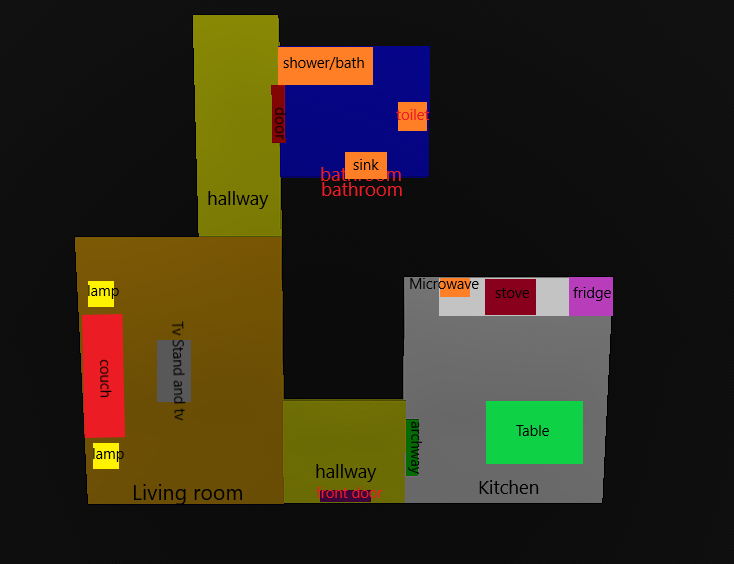 shower/bath
door
toilet
sink
bathroom
bathroom
hallway
lamp
couch
Tv Stand and tv
lamp
Living room
hallway
front door
archway
Microwave
stove
fridge
Table
Kitchen